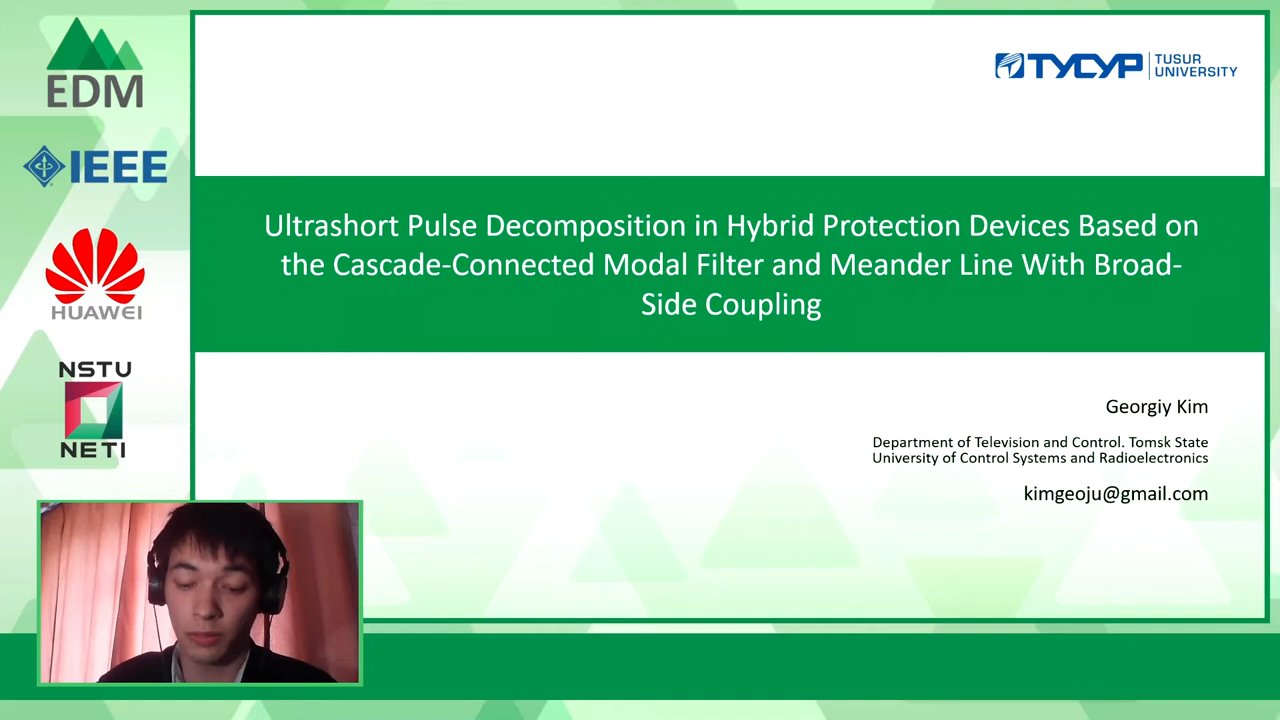 EDM
IEEE
HUAWEI
NSTU
NETI
ТУСУР
TUSUR
UNIVERSITY
Ultrashort Pulse Decomposition in Hybrid Protection Devices Based on
the Cascade-Connected Modal Filter and Meander Line With Broad-
Side Coupling
Georgiy Kim
Department of Television and Control. Tomsk State
University of Control Systems and Radioelectronics
kimgeoju@gmail.com